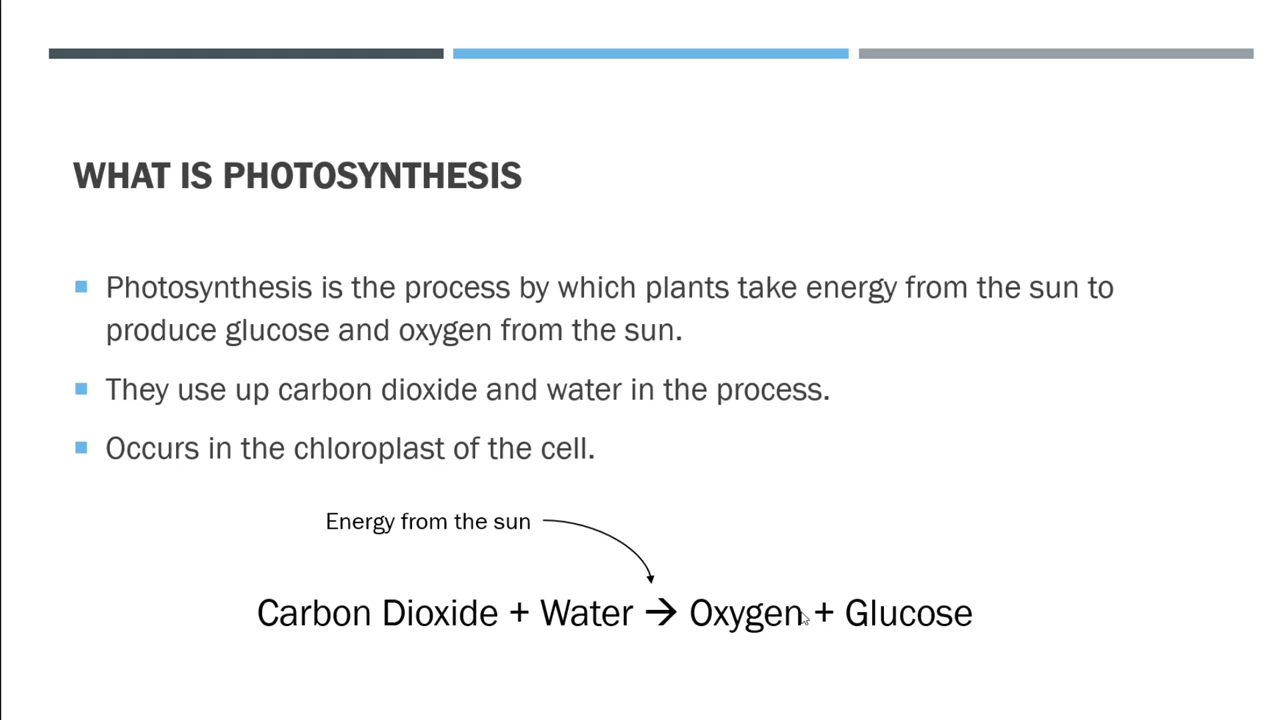 WHAT IS PHOTOSYNTHESIS
Photosynthesis is the process by which plants take energy from the sun to
produce glucose and oxygen from the sun.
They use up carbon dioxide and water in the process.
Occurs in the chloroplast of the cell.
Energy from the sun
Carbon Dioxide + Water → Oxygen + Glucose